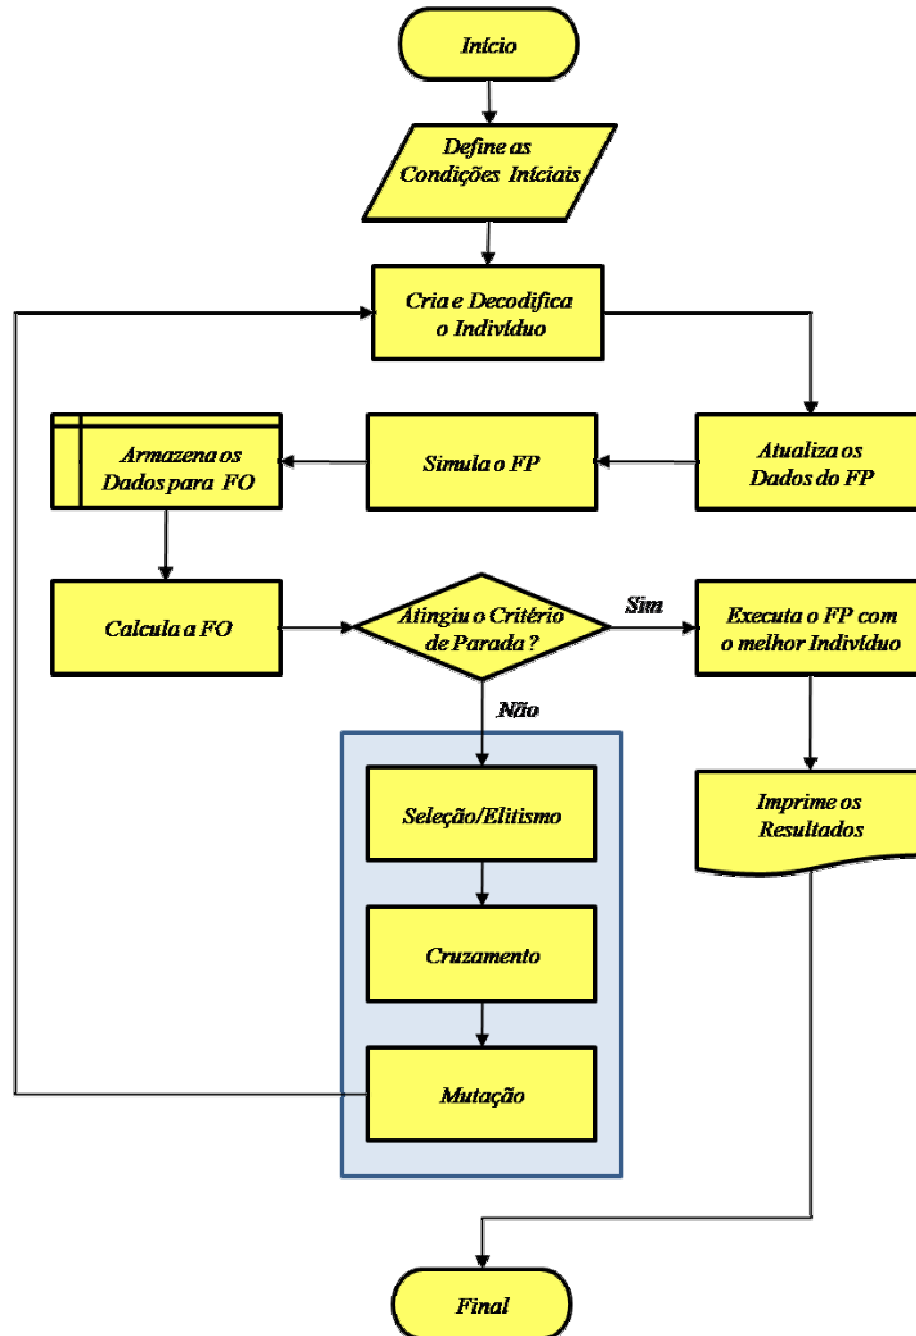 Início
Define as
Condições Iníciais
Cria e Decodifica
o Indivíduo
Armazena os
Dados para FO
Simula o FP
Atualiza os
Dados do FP
Calcula a FO
Atingiu o Critério
de Parada ?
Sim
Executa o FP com
o melhor Indivíduo
Não
Seleção/Elitismo
Imprime os
Resultados
Cruzamento
Mutação
Final